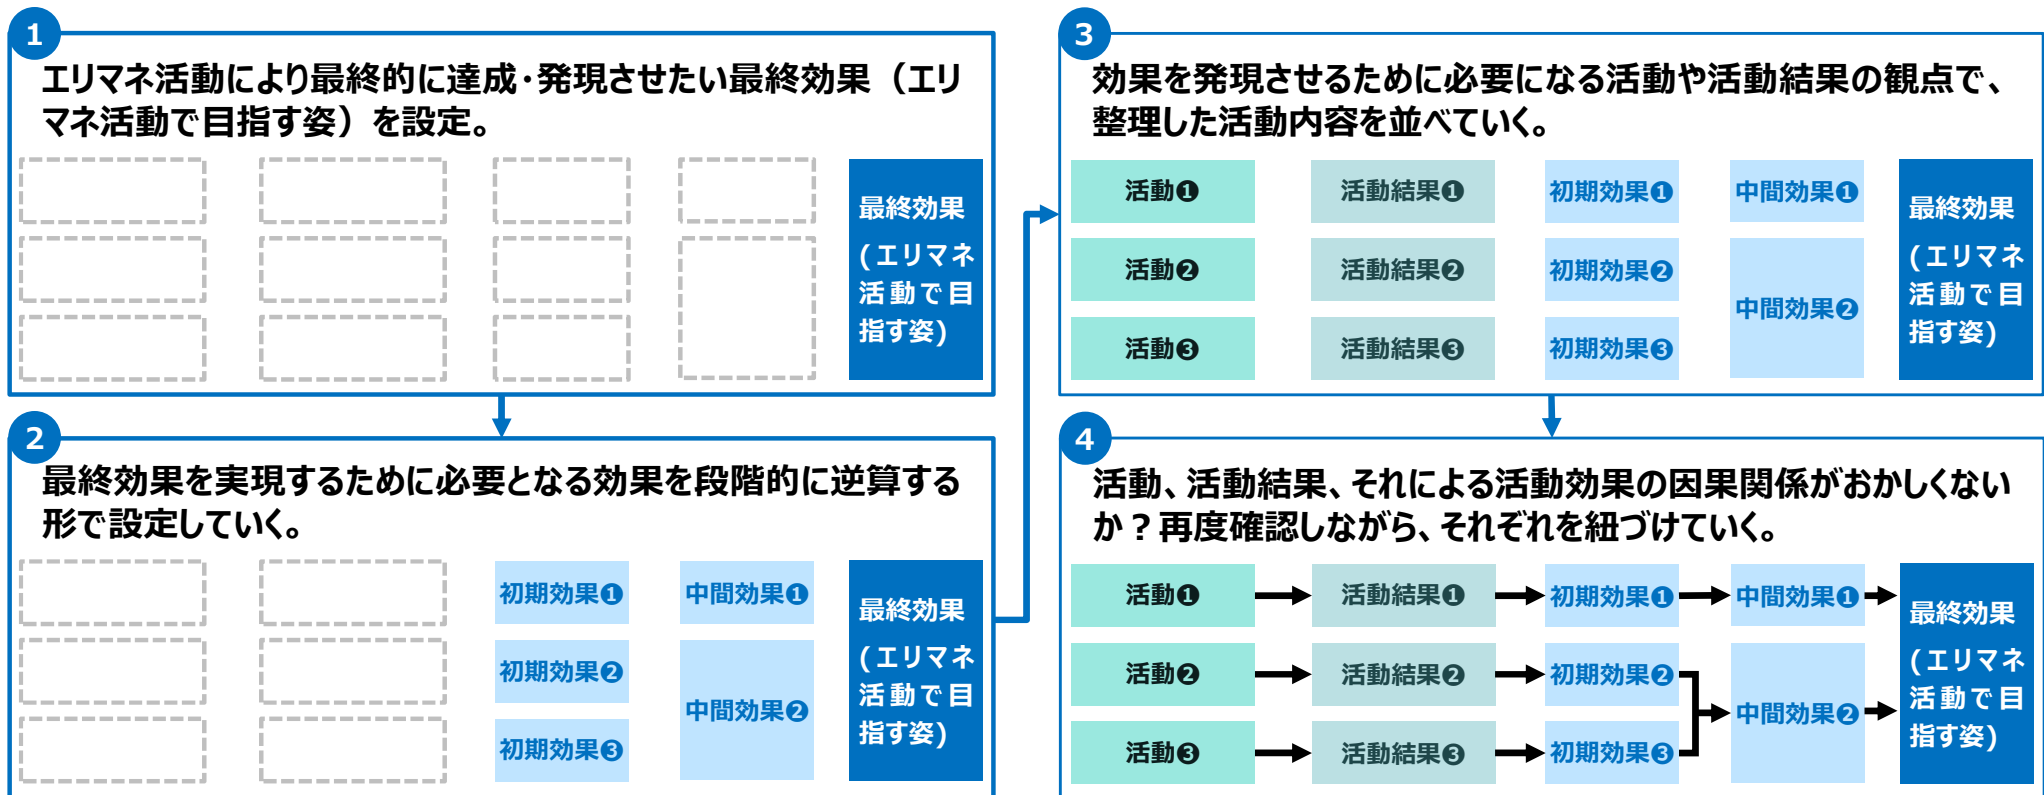 1
エリマネ活動により最終的に達成・発現させたい最終効果（エリ
マネ活動で目指す姿）を設定。
最終効果
(エリマネ
活動で目
指す姿)
2
最終効果を実現するために必要となる効果を段階的に逆算する
形で設定していく。
初期効果❶
中間効果❶
初期効果❷
中間効果❷
初期効果❸
最終効果
(エリマネ
活動で目
指す姿)
3
効果を発現させるために必要になる活動や活動結果の観点で、
整理した活動内容を並べていく。
活動❶
活動結果❶
初期効果❶
中間効果❶
活動❷
活動結果❷
初期効果❷
中間効果❷
活動❸
活動結果❸
初期効果❸
最終効果
(エリマネ
活動で目
指す姿)
4
活動、活動結果、それによる活動効果の因果関係がおかしくない
か？再度確認しながら、それぞれを紐づけていく。
活動❶
活動結果❶
初期効果❶
中間効果❶
活動❷
活動結果❷
初期効果❷
中間効果❷
活動❸
活動結果❸
初期効果❸
最終効果
(エリマネ
活動で目
指す姿)